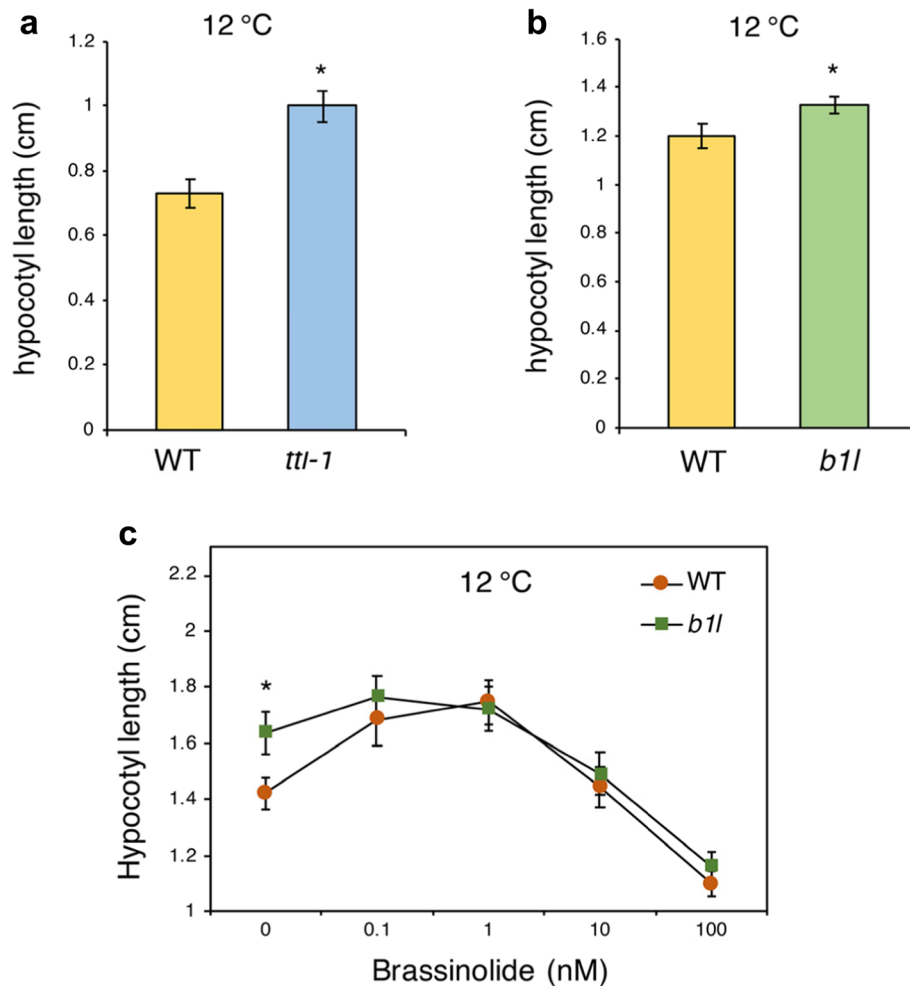 a
12 °C
hypocotyl length (cm)
1.2
1
0.8
0.6
0.4
0.2
0
*
WT
ttl-1
b
12 °C
hypocotyl length (cm)
1.6
1.4
1.2
1
0.8
0.6
0.4
0.2
0
*
WT
b1l
c
12 °C
WT
b1l
Hypocotyl length (cm)
2.2
2
1.8
1.6
1.4
1.2
1
*
0 0.1 1 10 100
Brassinolide (nM)